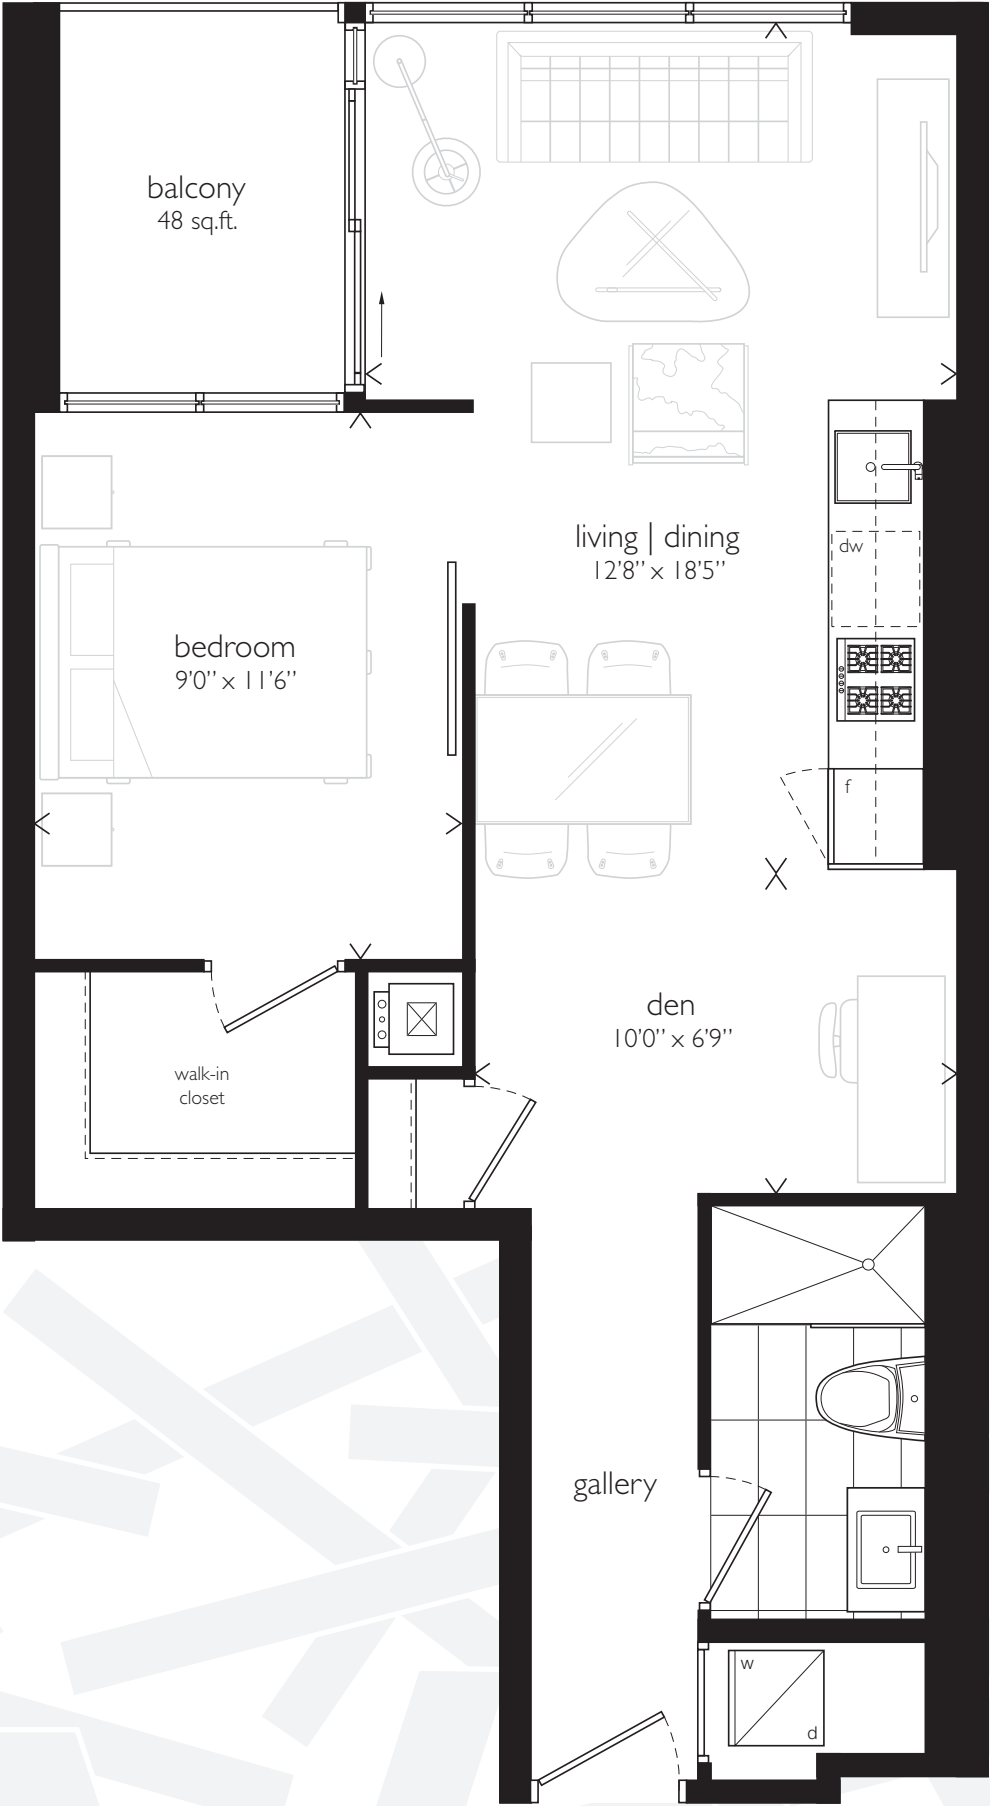 balcony
48 sq.ft.
living | dining
12'8’’ x 18'5’’
dw
bedroom
9'0’’ x 11'6’’
f
den
10'0’’ x 6'9’’
walk-in
closet
gallery
w
d